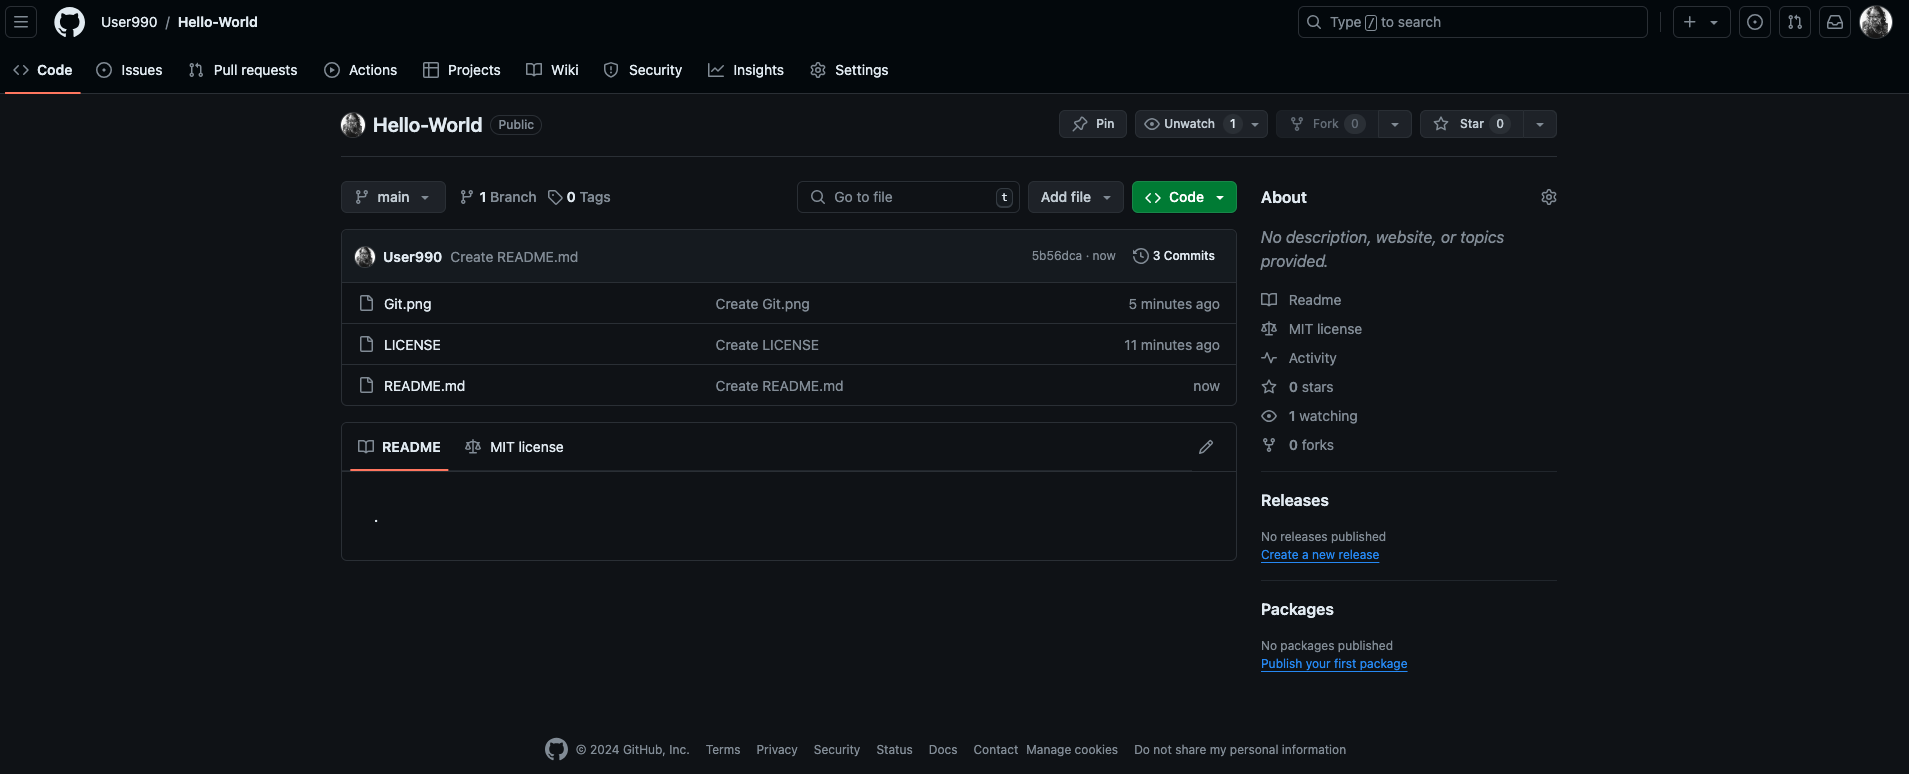 User990 / Hello-World
Type / to search
Code Issues Pull requests Actions Projects Wiki Security Insights Settings
Hello-World Public
Pin Unwatch 1 Fork 0 Star 0
main 1 Branch 0 Tags
Go to file t Add file Code
User990 Create README.md 5b56dca · now 3 Commits
Git.png Create Git.png 5 minutes ago
LICENSE Create LICENSE 11 minutes ago
README.md Create README.md now
README MIT license
.
About
No description, website, or topics
provided.
Readme
MIT license
Activity
0 stars
1 watching
0 forks
Releases
No releases published
Create a new release
Packages
No packages published
Publish your first package
© 2024 GitHub, Inc. Terms Privacy Security Status Docs Contact Manage cookies Do not share my personal information